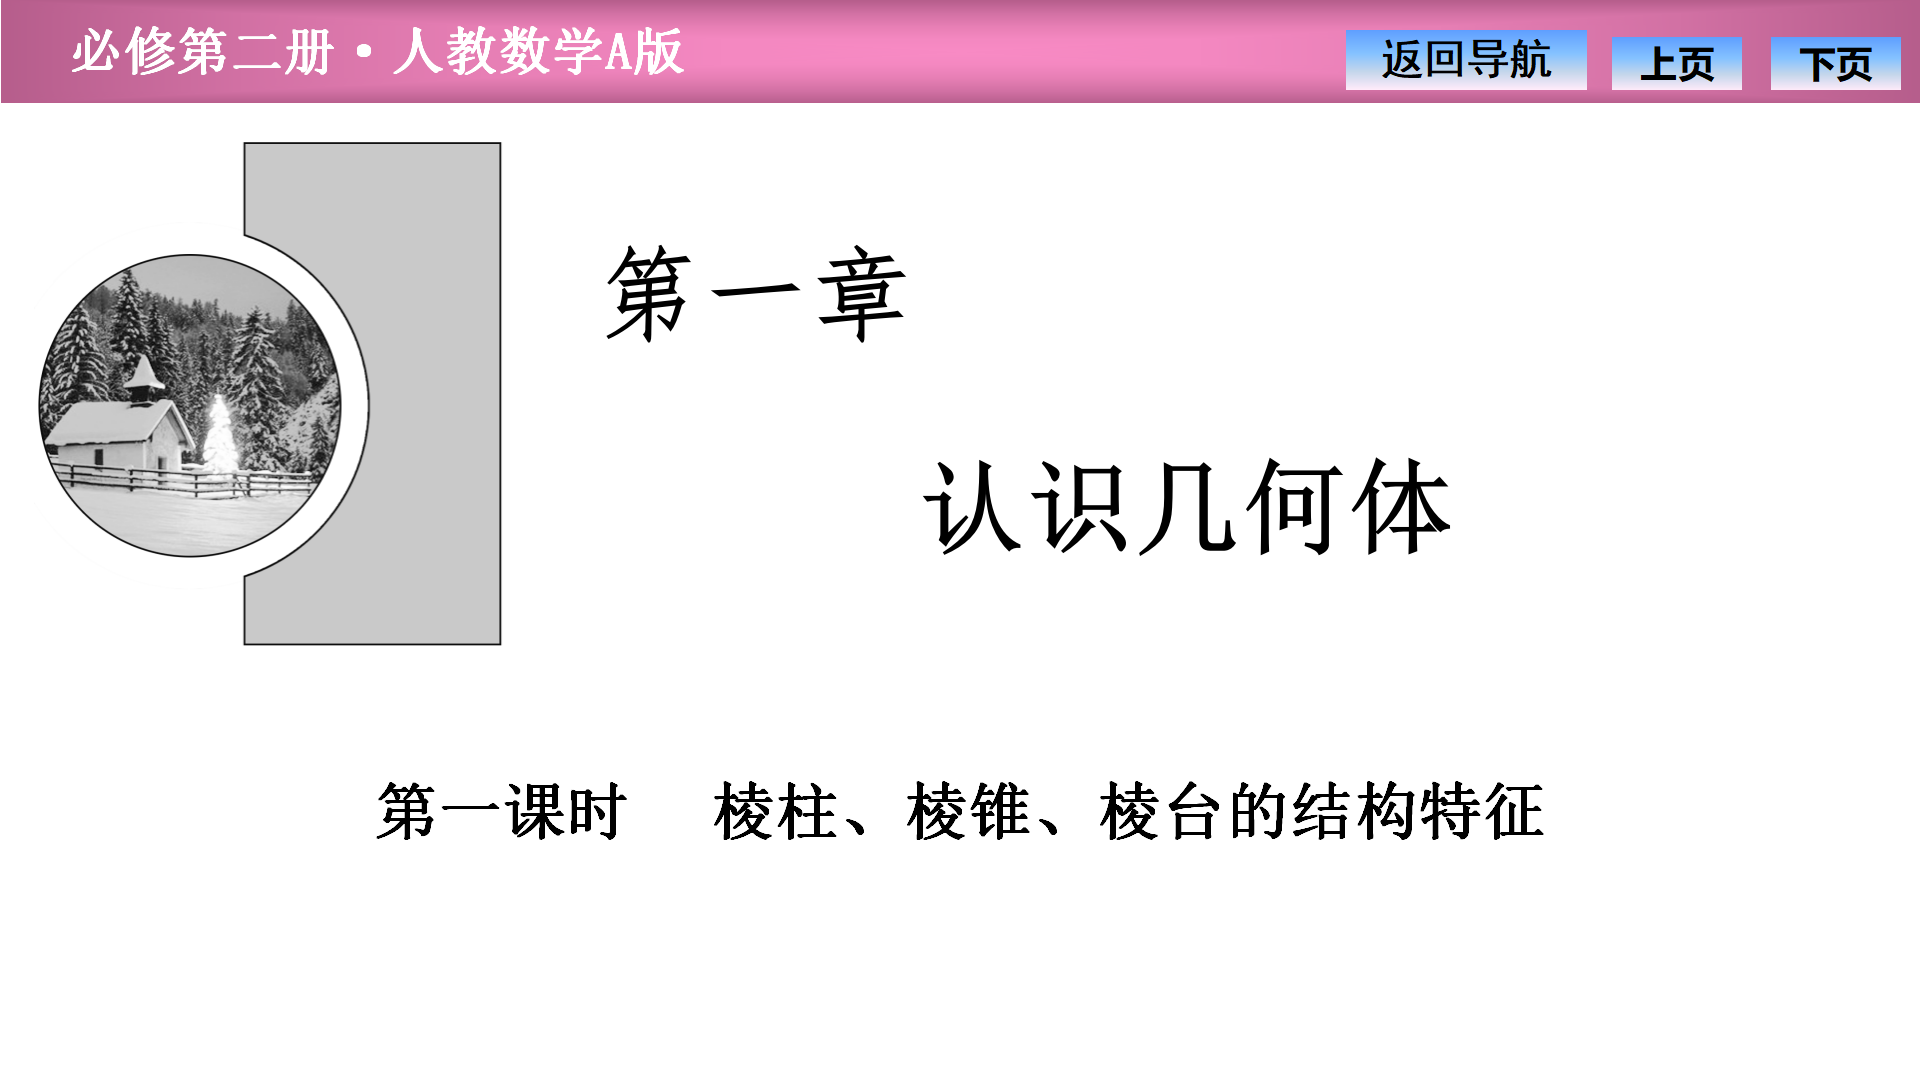 必修第二册·人教数学A版
返回导航
上页
下页
第一章
认识几何体
第一课时 棱柱、棱锥、棱台的结构特征